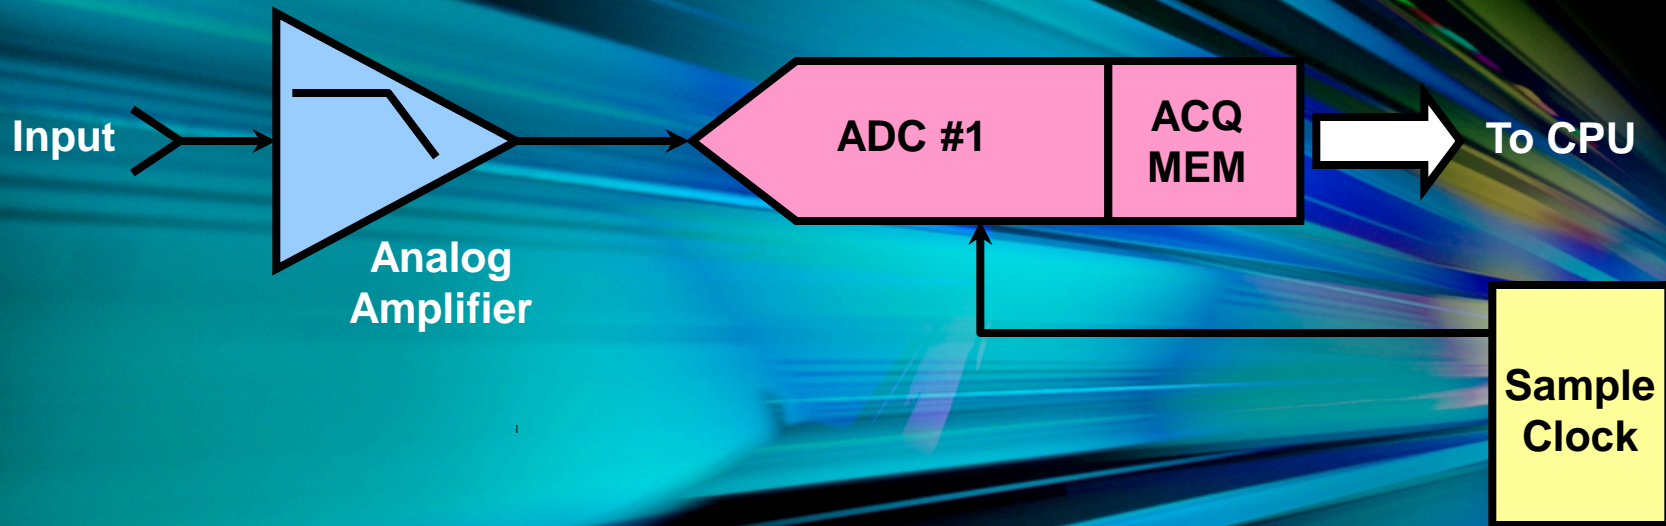 Input
Analog
Amplifier
ADC #1
ACQ
MEM
To CPU
Sample
Clock